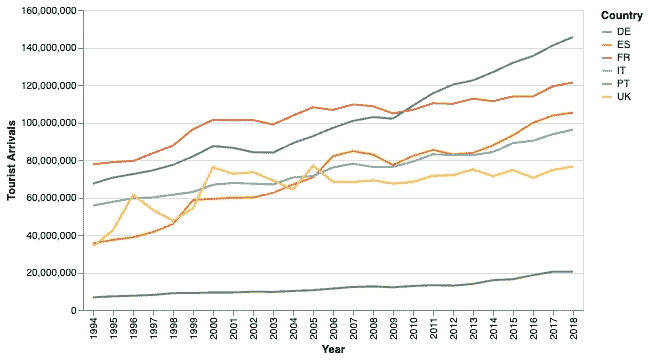 160,000,000
140,000,000
120,000,000
100,000,000
80,000,000
60,000,000
40,000,000
20,000,000
0
Tourist Arrivals
1994 1995 1996 1997 1998 1999 2000 2001 2002 2003 2004 2005 2006 2007 2008 2009 2010 2011 2012 2013 2014 2015 2016 2017 2018
Year
Country
DE
ES
FR
IT
PT
UK